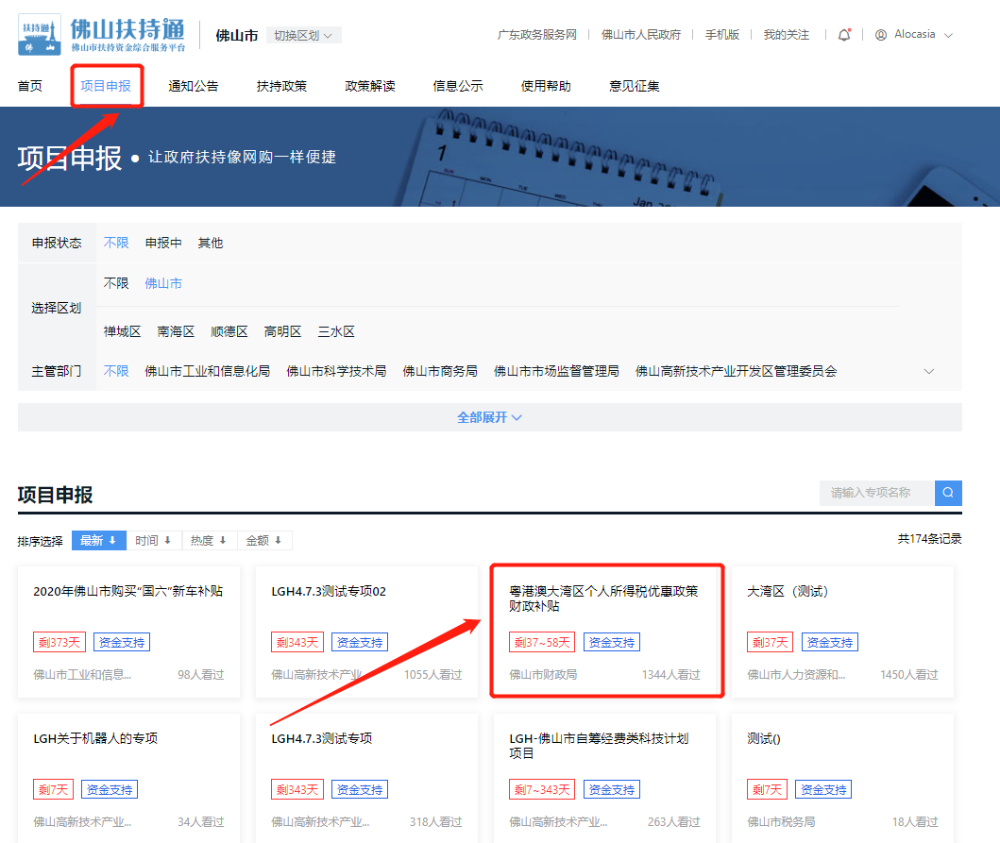 扶持通
佛 山
佛山扶持通
佛山市扶持资金综合服务平台
佛山市 切换区划
广东政务服务网 佛山市人民政府 手机版 我的关注 Alocasia
首页 项目申报 通知公告 扶持政策 政策解读 信息公示 使用帮助 意见征集
项目申报 ● 让政府扶持像网购一样便捷
1
SUN MON TUE WED THU
1
Jan
申报状态 不限 申报中 其他
选择区划 不限 佛山市
禅城区 南海区 顺德区 高明区 三水区
主管部门 不限 佛山市工业和信息化局 佛山市科学技术局 佛山市商务局 佛山市市场监督管理局 佛山高新技术产业开发区管理委员会
全部展开
项目申报 请输入专项名称
排序选择 最新 时间 热度 金额 共174条记录
2020年佛山市购买“国六”新车补贴
剩373天 资金支持
佛山市工业和信息... 98人看过
LGH4.7.3测试专项02
剩343天 资金支持
佛山高新技术产业... 1055人看过
粤港澳大湾区个人所得税优惠政策
财政补贴
剩37~58天 资金支持
佛山市财政局 1344人看过
大湾区（测试）
剩37天 资金支持
佛山市人力资源和... 1450人看过
LGH关于机器人的专项
剩7天 资金支持
佛山高新技术产业... 34人看过
LGH4.7.3测试专项
剩343天 资金支持
佛山高新技术产业... 318人看过
LGH-佛山市自筹经费类科技计划
项目
剩7~343天 资金支持
佛山高新技术产业... 263人看过
测试()
剩7天 资金支持
佛山市税务局 18人看过